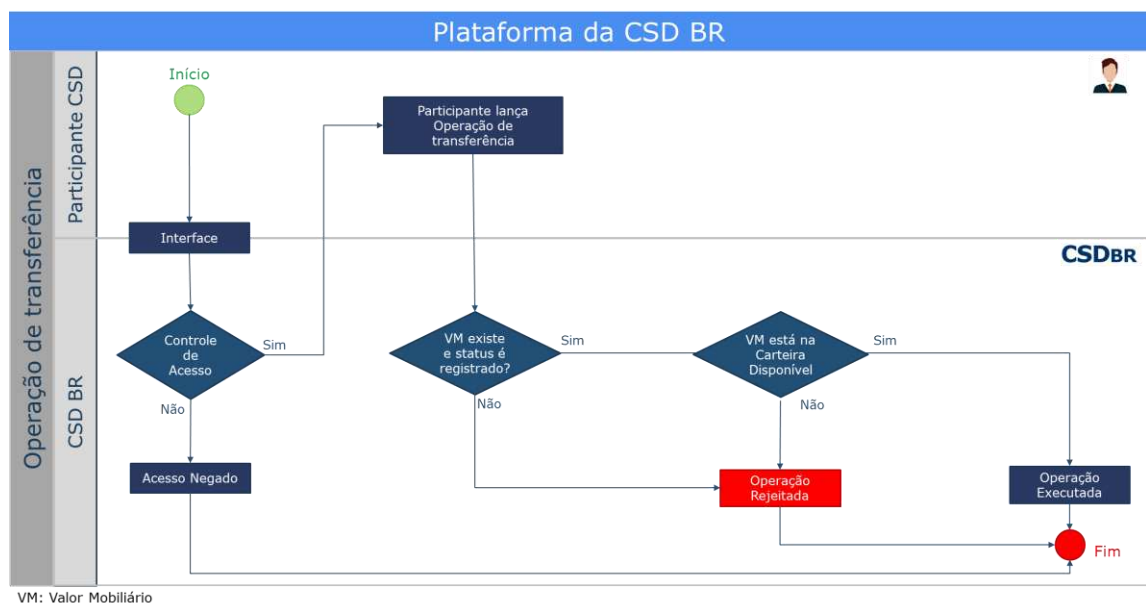 Plataforma da CSD BR
Operação de transferência
Participante CSD
Início
Participante lança
Operação de
transferência
Interface
CSD BR
CSDBR
Controle
de
Acesso
Sim
Não
VM existe
e status é
registrado?
Sim
Não
VM está na
Carteira
Disponível
Sim
Não
Acesso Negado
Operação
Rejeitada
Operação
Executada
Fim
VM: Valor Mobiliário